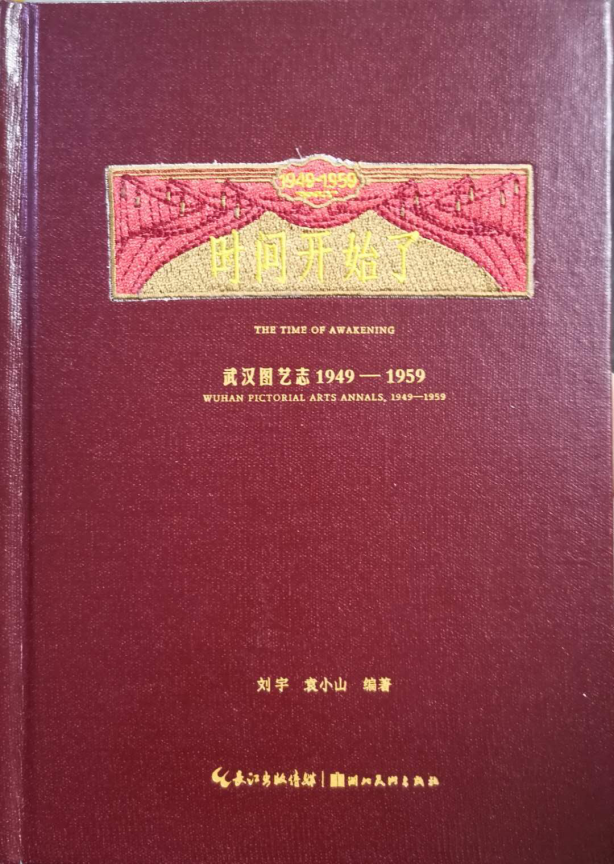 1949-1959
时间开始了
THE TIME OF AWAKENING
武汉图艺志 1949 — 1959
WUHAN PICTORIAL ARTS ANNALS, 1949—1959
刘宇 袁小山 编著
长江出版传媒 湖北美术出版社